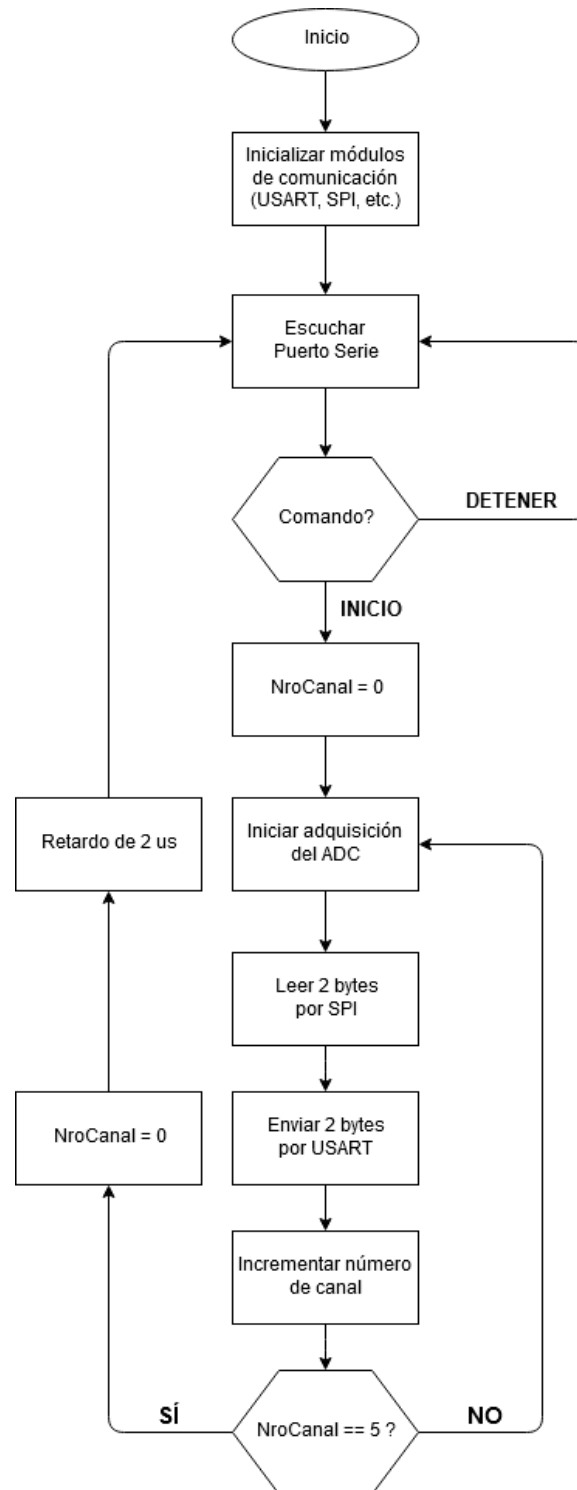 Inicio
Inicializar módulos
de comunicación
(USART, SPI, etc.)
Escuchar
Puerto Serie
Comando?
DETENER
INICIO
NroCanal = 0
Iniciar adquisición
del ADC
Retardo de 2 us
Leer 2 bytes
por SPI
Enviar 2 bytes
por USART
NroCanal = 0
Incrementar número
de canal
NroCanal == 5 ?
SÍ
NO